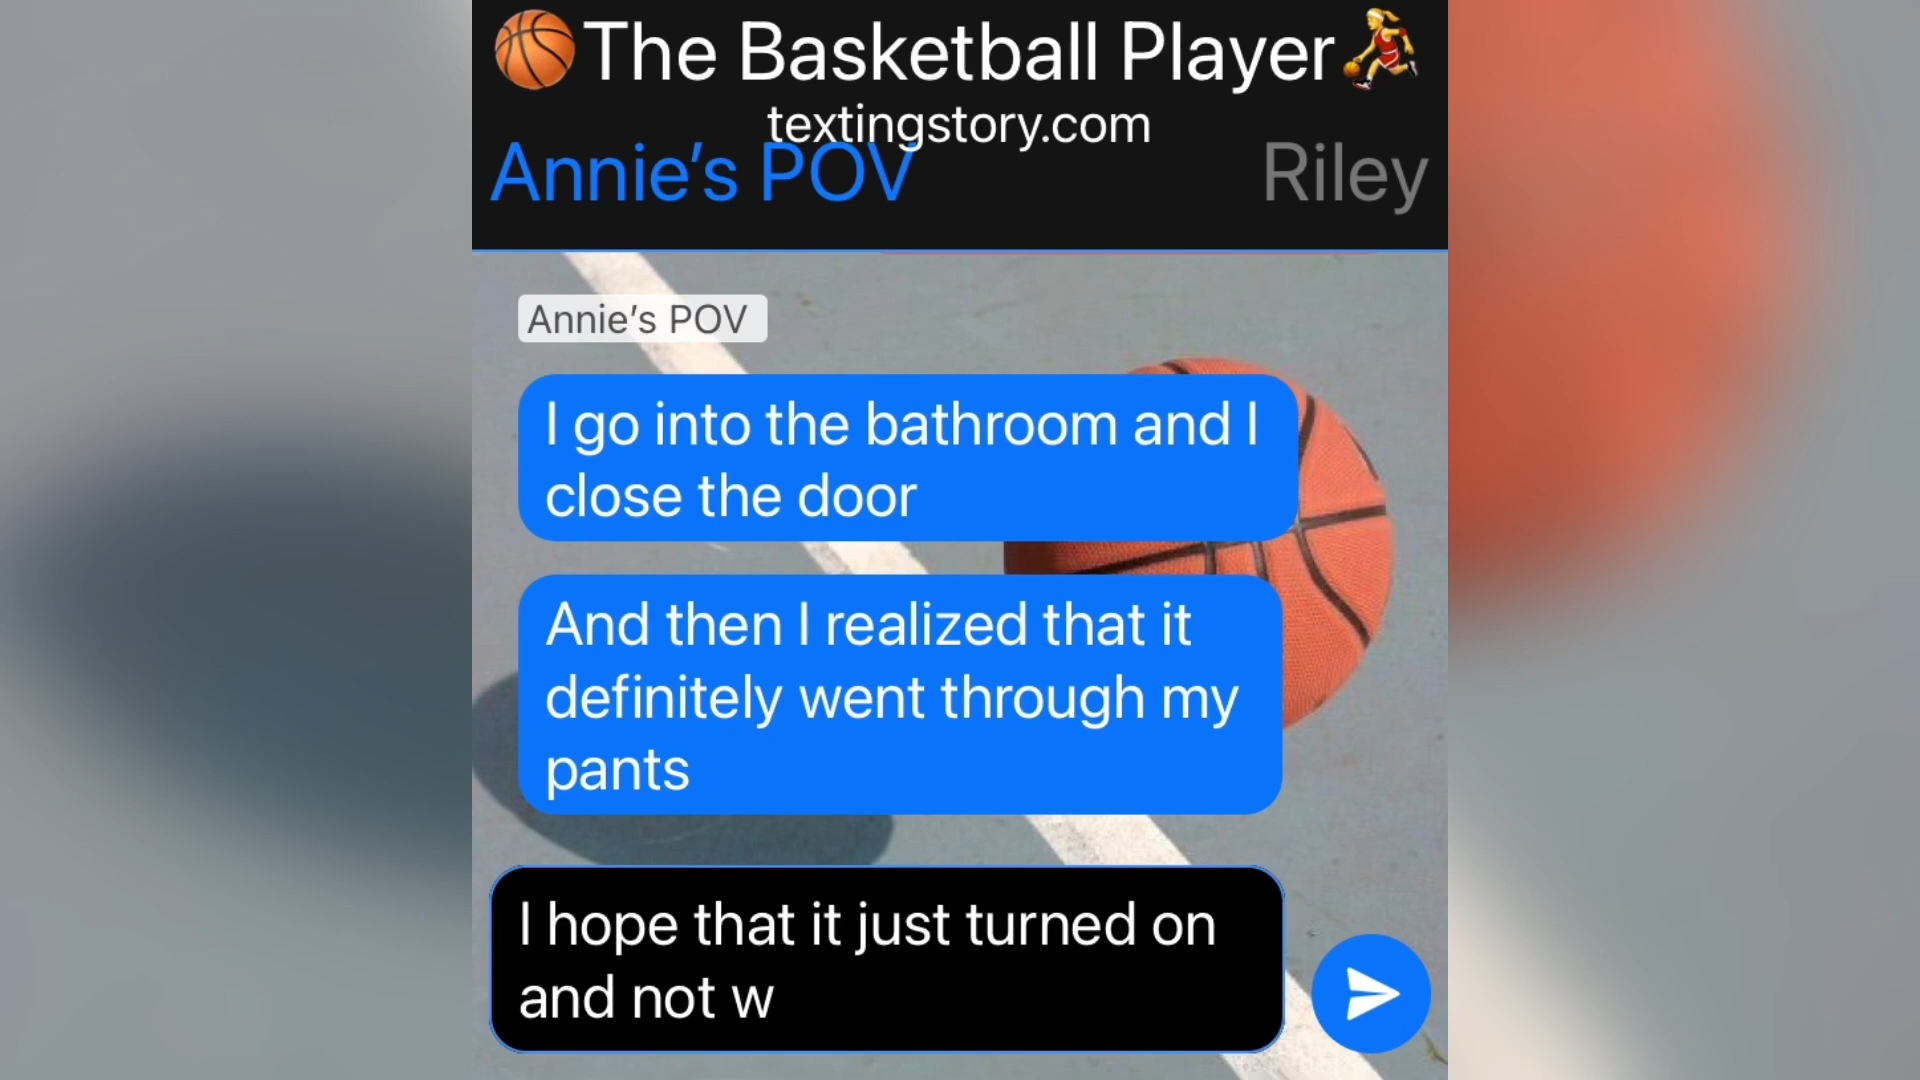 🏀The Basketball Player⛹️‍♀️
textingstory.com
Annie’s POV
Riley
Annie’s POV
I go into the bathroom and I
close the door
And then I realized that it
definitely went through my
pants
I hope that it just turned on
and not w